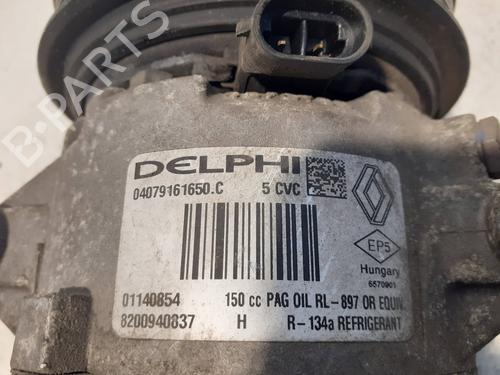 B-PARTS
DELPHI
04079161650.C 5 CVC
EP5
Hungary
6570901
01140854 150 cc PAG OIL RL-897 OR EQUIV.
8200940837 H R-134a REFRIGERANT